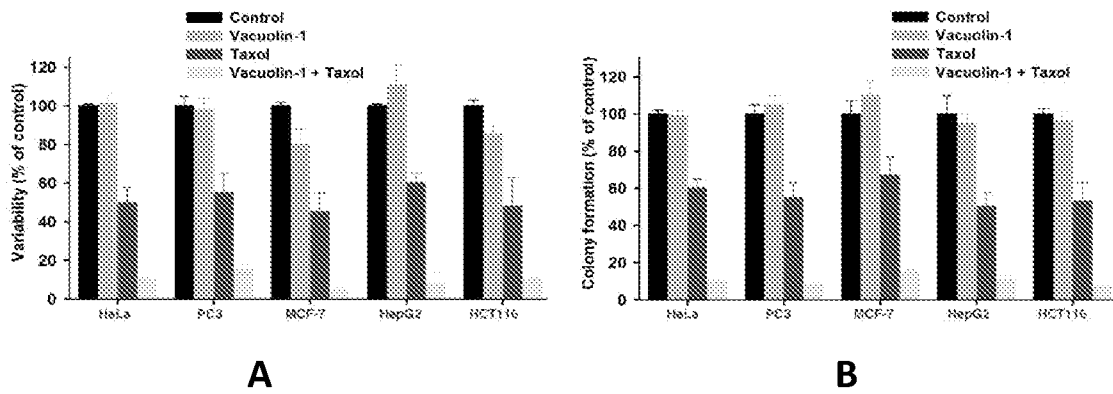 Control
Vacuolin-1
Taxol
Vacuolin-1 + Taxol
Variability (% of control)
120
100
80
60
40
20
0
HeLa
PC3
MCF-7
HepG2
HCT116
A
Control
Vacuolin-1
Taxol
Vacuolin-1 + Taxol
Colony formation (% of control)
120
100
80
60
40
20
0
HeLa
PC3
MCF-7
HepG2
HCT116
B